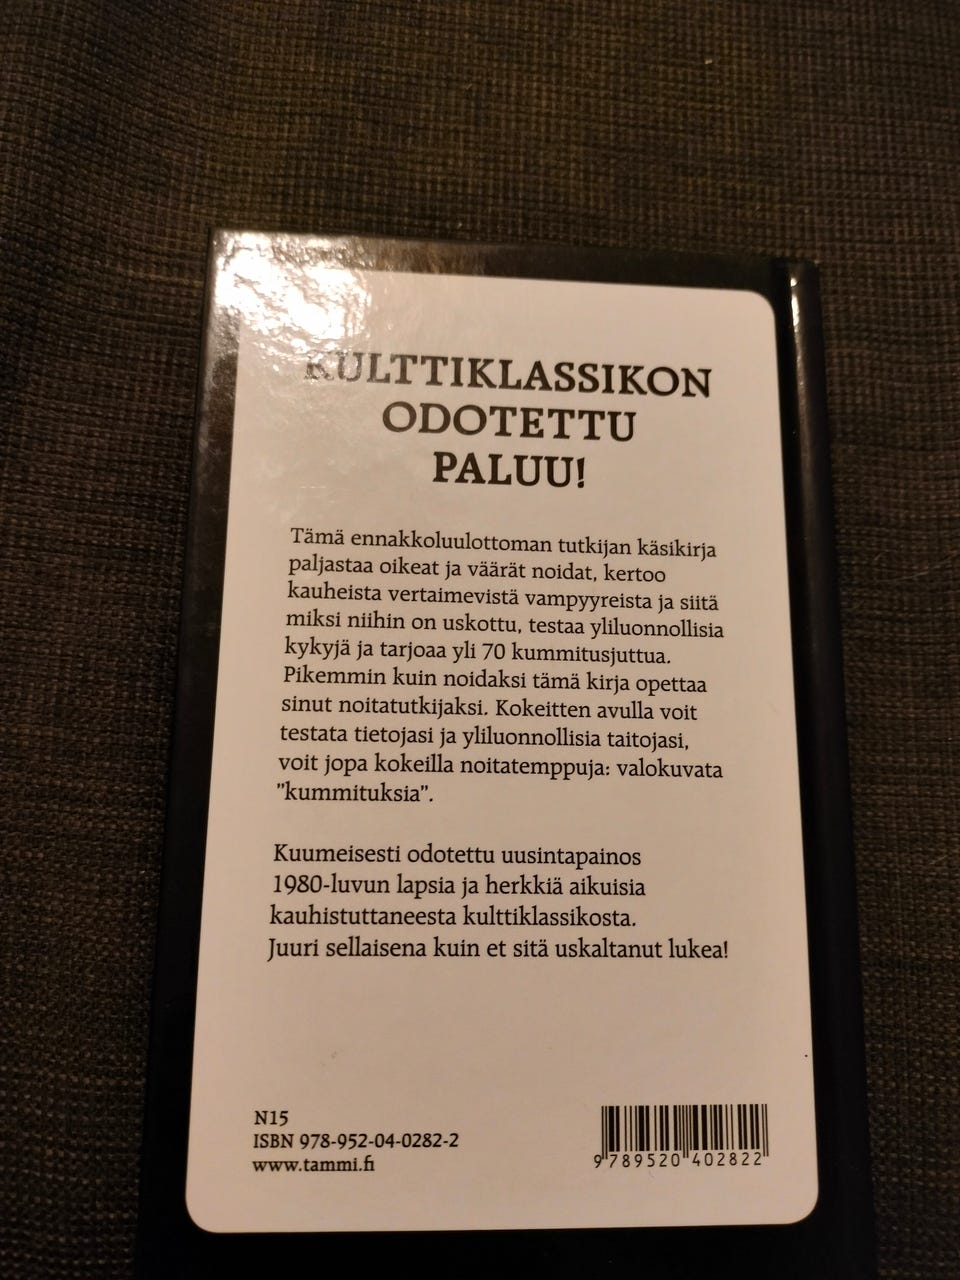 KULTTIKLASSIKON
ODOTETTU
PALUU!
Tämä ennakkoluulottoman tutkijan käsikirja
paljastaa oikeat ja väärät noidat, kertoo
kauheista vertaimevistä vampyyreista ja siitä
miksi niihin on uskottu, testaa yliluonnollisia
kykyjä ja tarjoaa yli 70 kummitusjuttua.
Pikemmin kuin noidaksi tämä kirja opettaa
sinut noitatutkijaksi. Kokeitten avulla voit
testata tietojasi ja yliluonnollisia taitojasi,
voit jopa kokeilla noitatemppuja: valokuvata
"kummituksia".
Kuumeisesti odotettu uusintapainos
1980-luvun lapsia ja herkkiä aikuisia
kauhistuttaneesta kulttiklassikosta.
Juuri sellaisena kuin et sitä uskaltanut lukea!
N15
ISBN 978-952-04-0282-2
www.tammi.fi
9 789520 402822